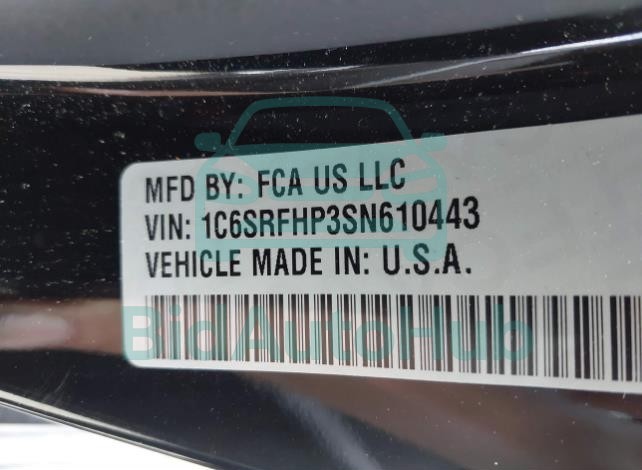 MFD BY: FCA US LLC
VIN: 1C6SRFHP3SN610443
VEHICLE MADE IN: U.S.A.
BidAutoHub